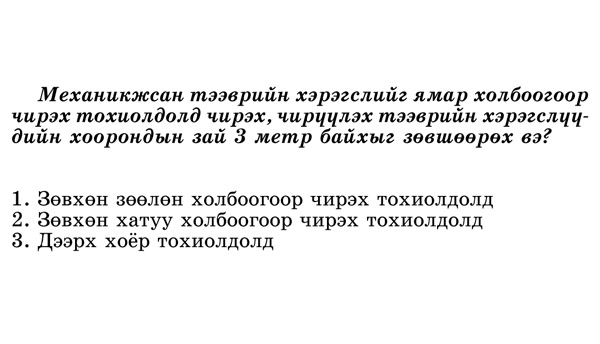 Механикжсан тээврийн хэрэгслийг ямар холбоогоор
чирэх тохиолдолд чирэх, чирүүлэх тээврийн хэрэгслүү-
дийн хоорондын зай 3 метр байхыг зөвшөөрөх вэ?
1. Зөвхөн зөөлөн холбоогоор чирэх тохиолдолд
2. Зөвхөн хатуу холбоогоор чирэх тохиолдолд
3. Дээрх хоёр тохиолдолд